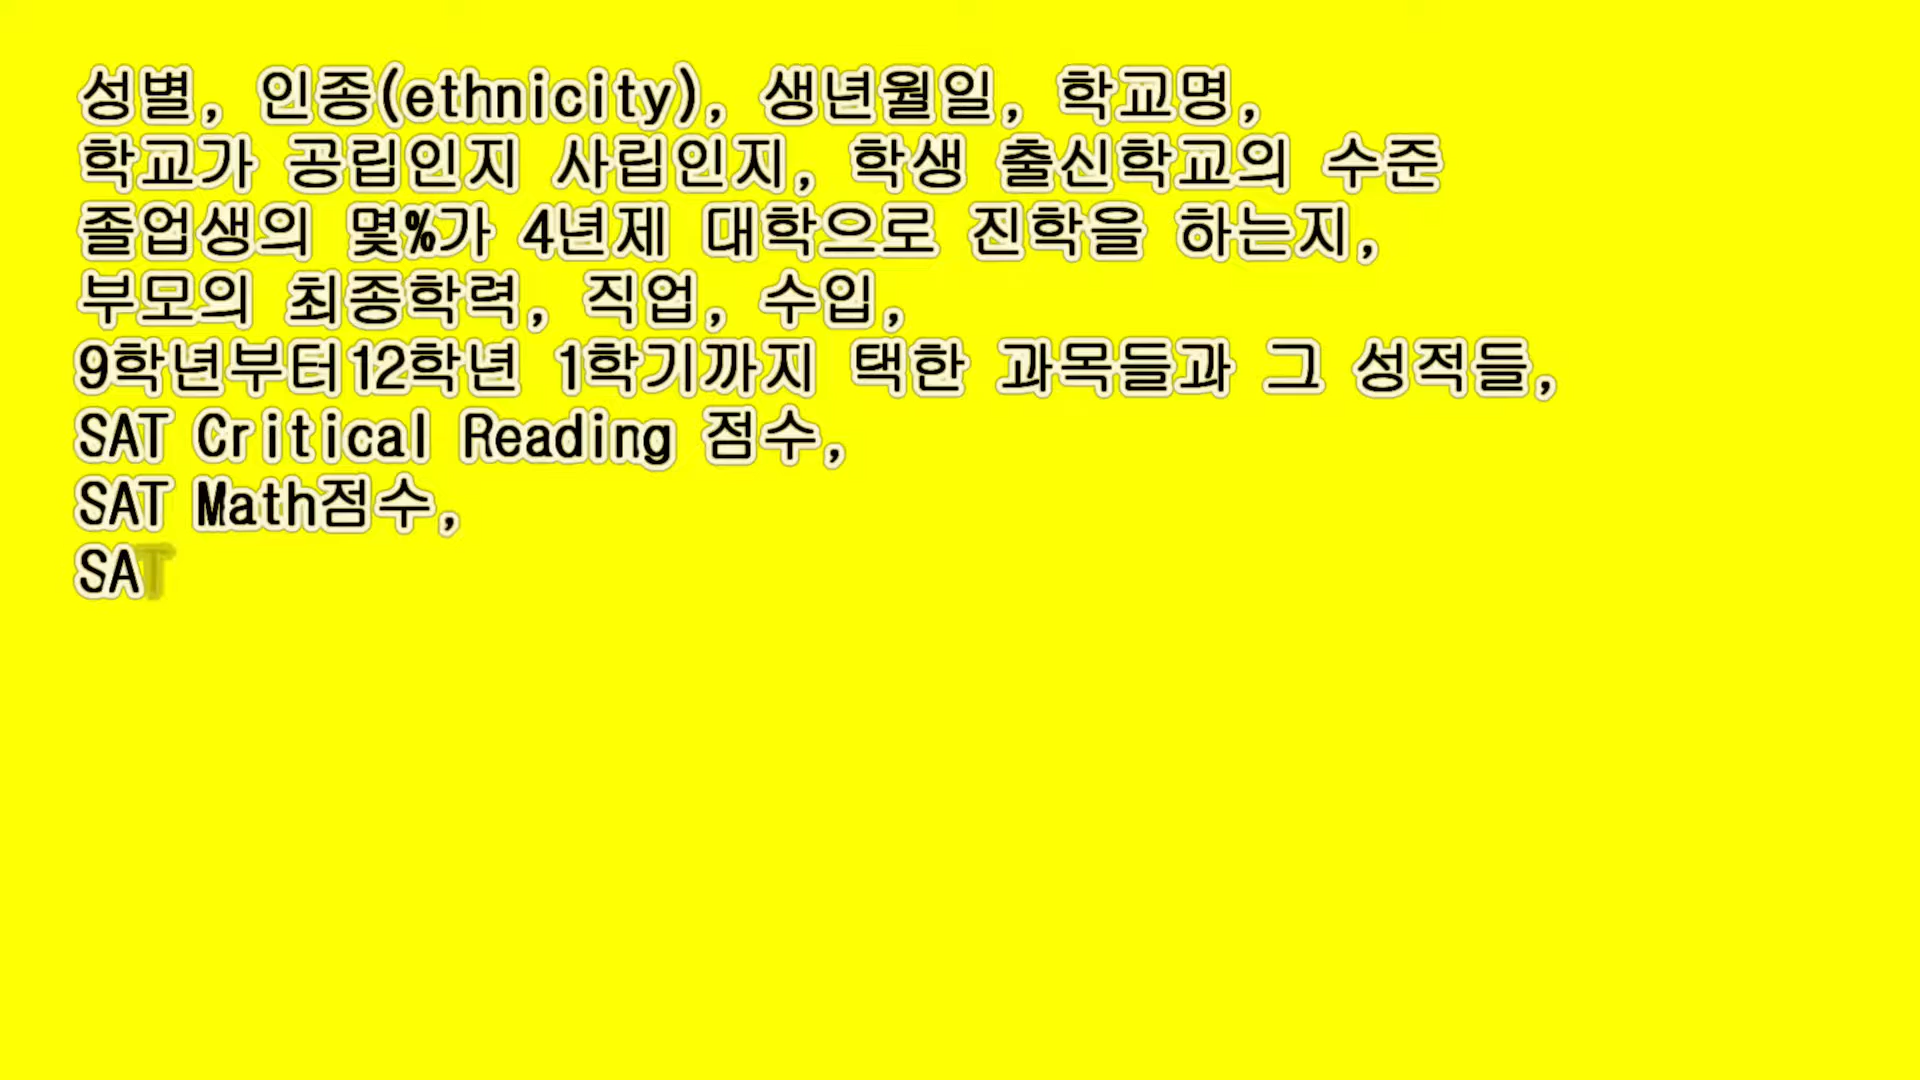 성별, 인종(ethnicity), 생년월일, 학교명,
학교가 공립인지 사립인지, 학생 출신학교의 수준
졸업생의 몇%가 4년제 대학으로 진학을 하는지,
부모의 최종학력, 직업, 수입,
9학년부터12학년 1학기까지 택한 과목들과 그 성적들,
SAT Critical Reading 점수,
SAT Math점수,
SAT